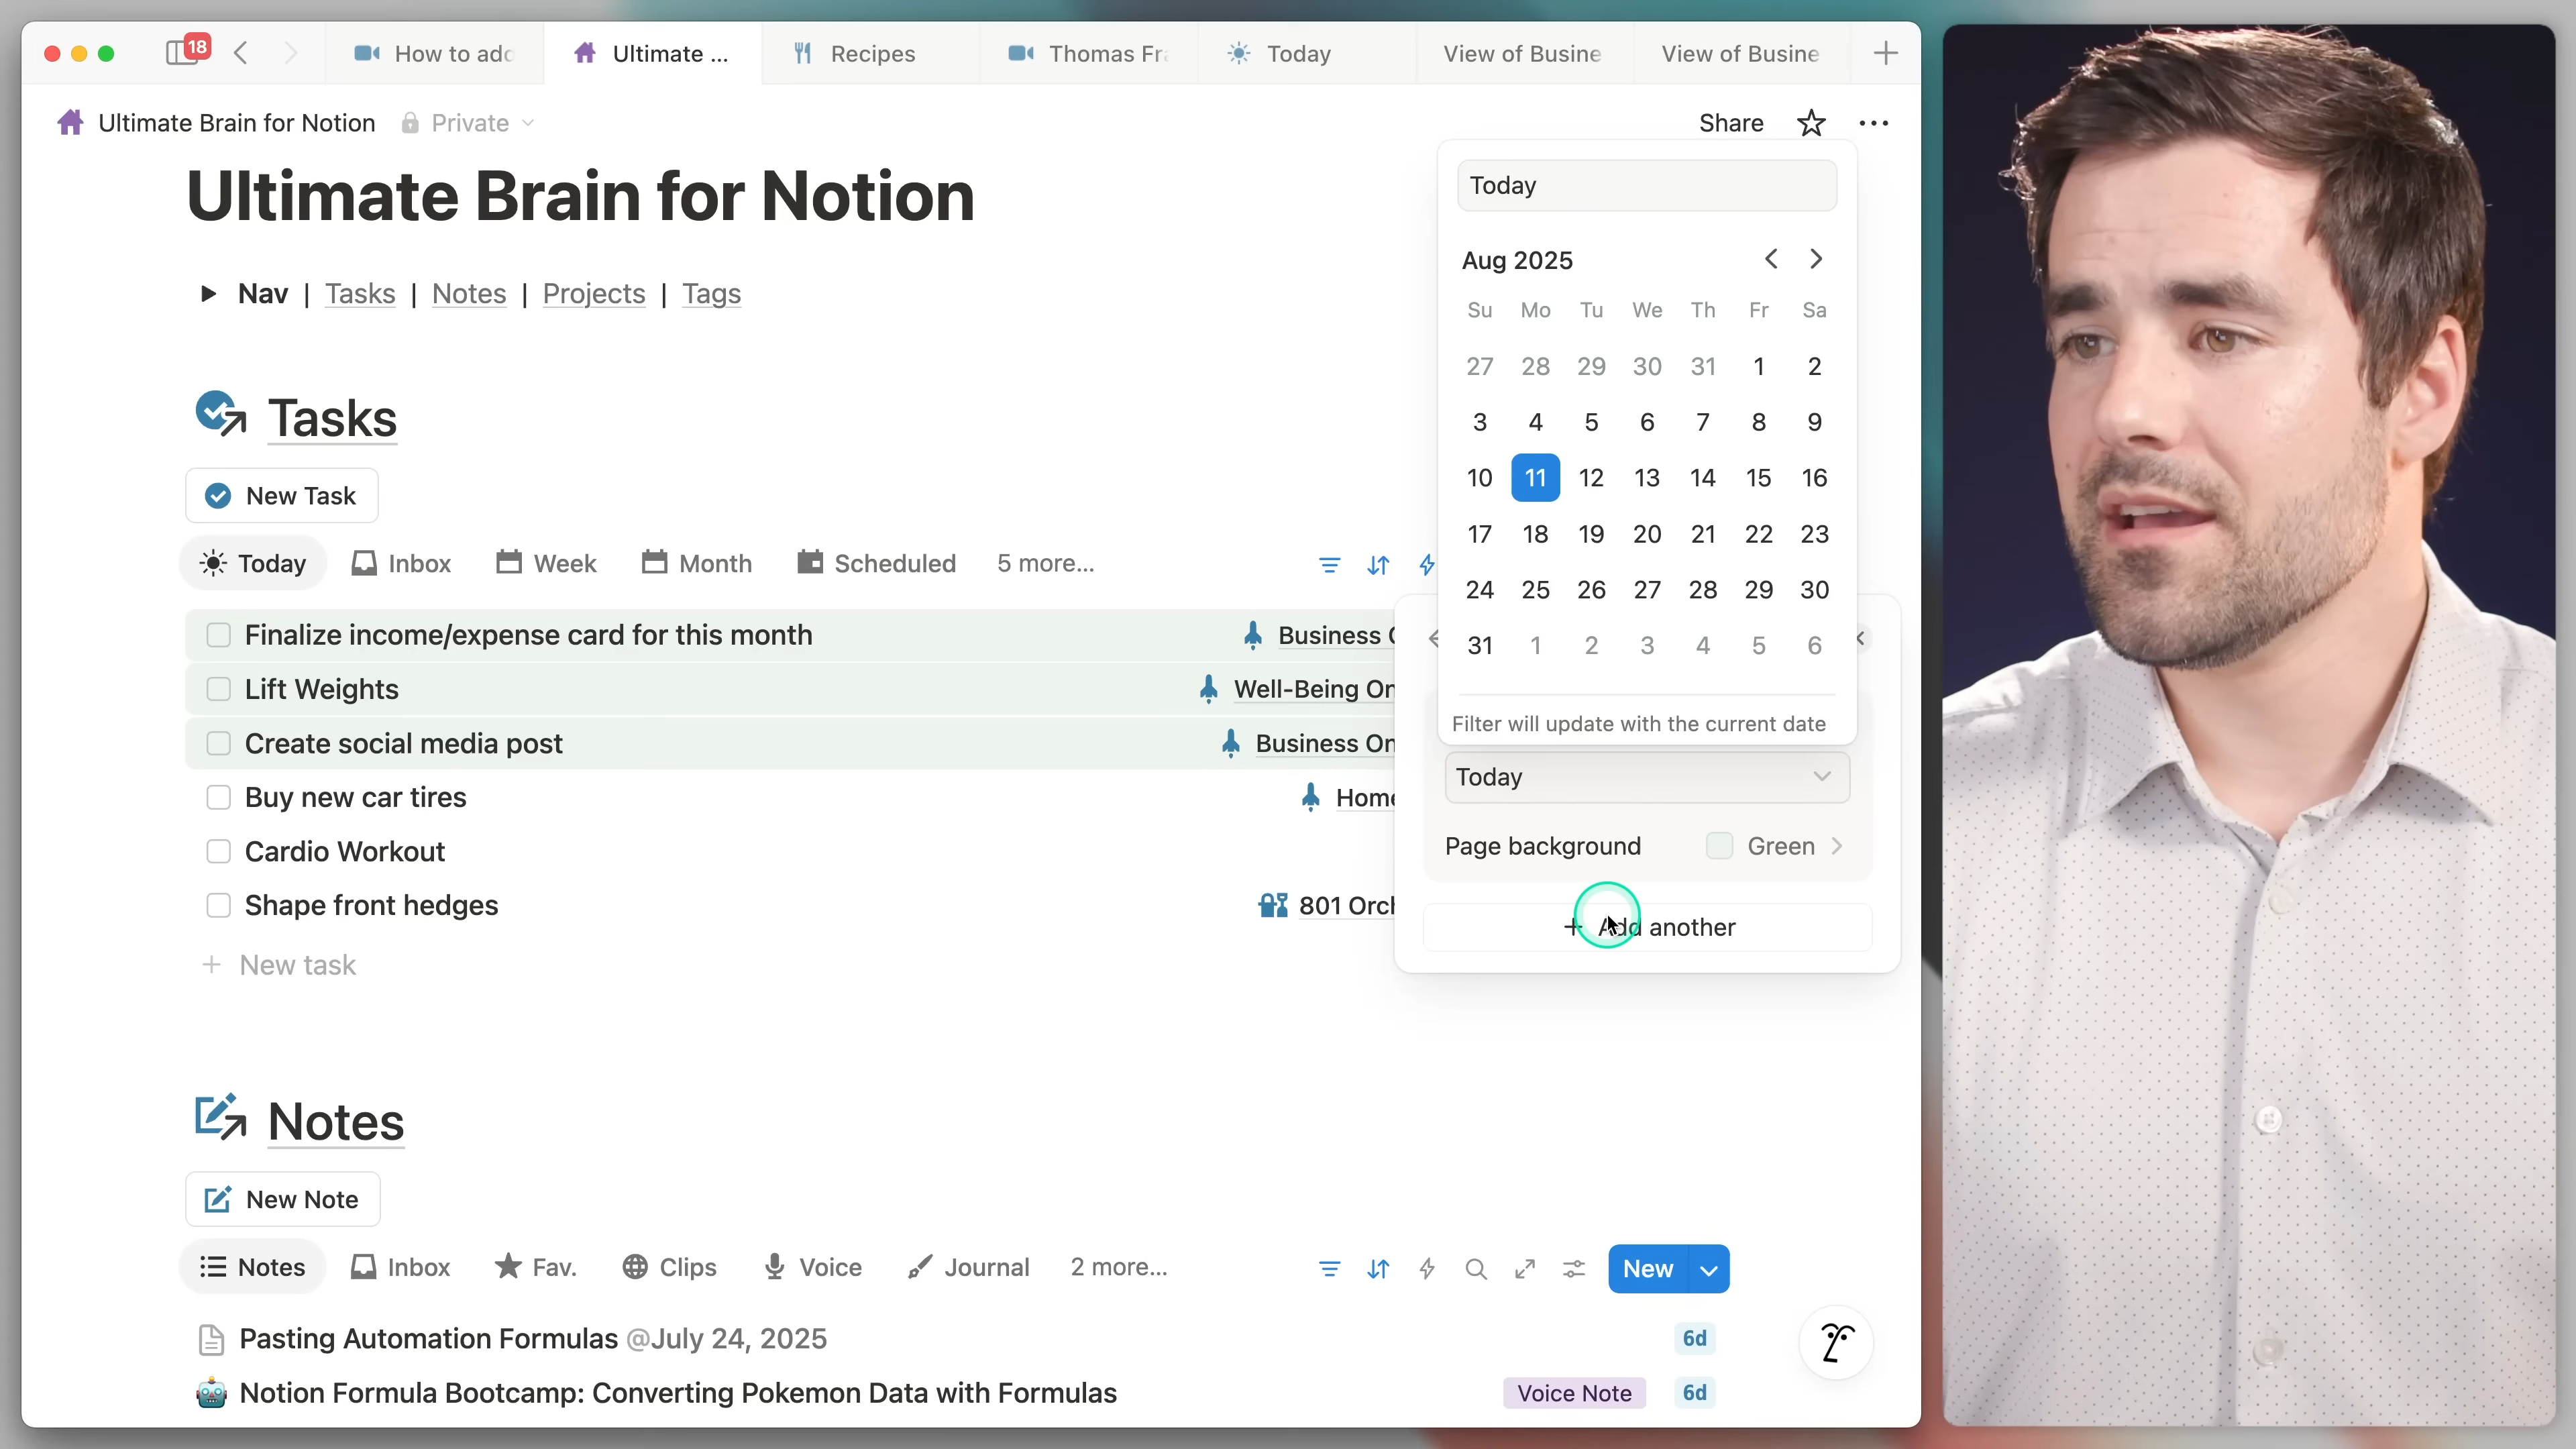 18
How to add
Ultimate ...
Recipes
Thomas Fra
Today
View of Busine
View of Busine
Ultimate Brain for Notion
Private
Share
Ultimate Brain for Notion
Nav | Tasks | Notes | Projects | Tags
Tasks
New Task
Today
Inbox
Week
Month
Scheduled
5 more...
Finalize income/expense card for this month
Business
Lift Weights
Well-Being On
Create social media post
Business On
Buy new car tires
Home
Cardio Workout
Shape front hedges
801 Orch
New task
Today
Aug 2025
Su Mo Tu We Th Fr Sa
27 28 29 30 31 1 2
3 4 5 6 7 8 9
10 11 12 13 14 15 16
17 18 19 20 21 22 23
24 25 26 27 28 29 30
31 1 2 3 4 5 6
Filter will update with the current date
Today
Page background
Green
+ Add another
Notes
New Note
Notes
Inbox
Fav.
Clips
Voice
Journal
2 more...
New
Pasting Automation Formulas @July 24, 2025
6d
Notion Formula Bootcamp: Converting Pokemon Data with Formulas
Voice Note
6d